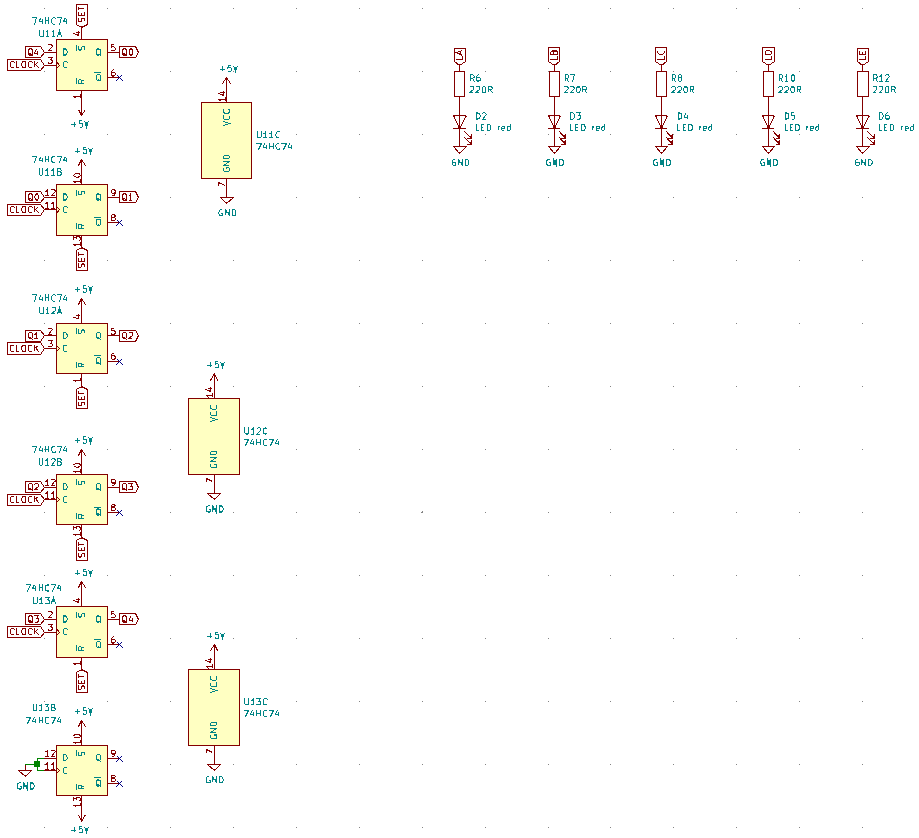 SET
74HC74
U11A
4
Q4 2 D S Q 5 Q0
CLOCK 3 C
Q 6
R
1
+5V
+5V
14
VCC
GND
7
GND
U11C
74HC74
LA
R6
220R
D2
LED red
GND
LB
R7
220R
D3
LED red
GND
LC
R8
220R
D4
LED red
GND
LD
R10
220R
D5
LED red
GND
LE
R12
220R
D6
LED red
GND
+5V
74HC74
U11B
10
Q0 12 D S Q 9 Q1
CLOCK 11 C
Q 8
R
13
SET
+5V
74HC74
U12A
4
Q1 2 D S Q 5 Q2
CLOCK 3 C
Q 6
R
1
SET
+5V
14
VCC
GND
7
GND
U12C
74HC74
+5V
74HC74
U12B
10
Q2 12 D S Q 9 Q3
CLOCK 11 C
Q 8
R
13
SET
+5V
74HC74
U13A
4
Q3 2 D S Q 5 Q4
CLOCK 3 C
Q 6
R
1
SET
+5V
14
VCC
GND
7
GND
U13C
74HC74
U13B
74HC74
+5V
10
12 D S Q 9
11 C
Q 8
R
13
GND
+5V